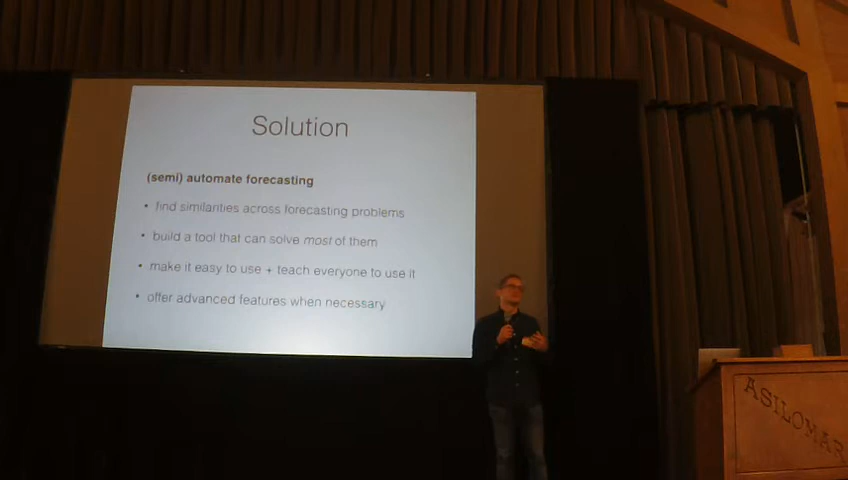 Solution
(semi) automate forecasting
• find similarities across forecasting problems
• build a tool that can solve most of them
• make it easy to use + teach everyone to use it
• offer advanced features when necessary
ASILOMAR